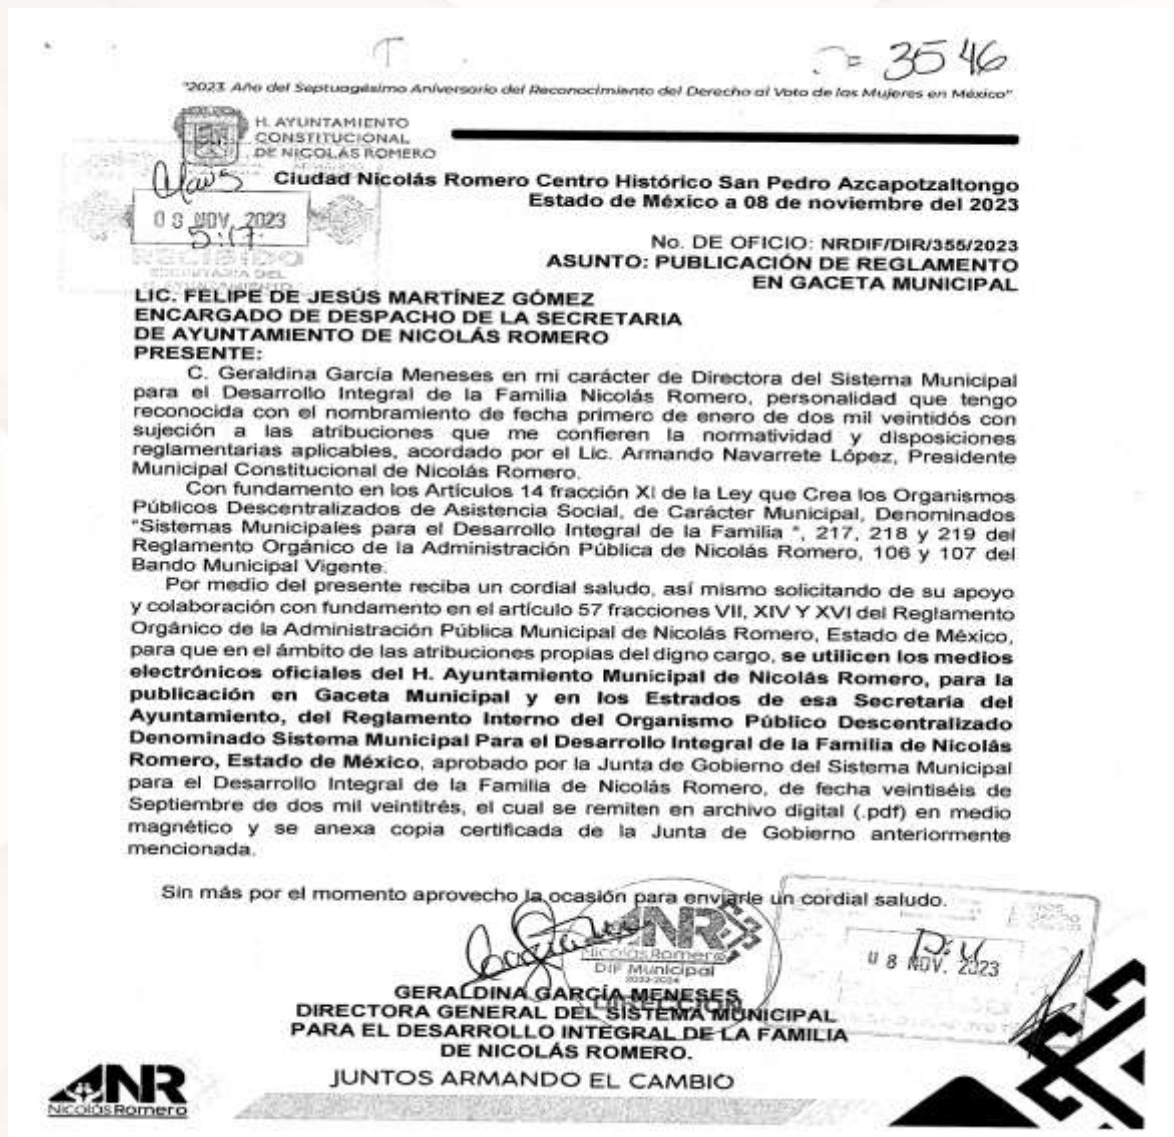 3546
"2023 Año del Septuagésimo Aniversario del Reconocimiento del Derecho al Voto de las Mujeres en México"
H. AYUNTAMIENTO
CONSTITUCIONAL
DE NICOLÁS ROMERO
Ciudad Nicolás Romero Centro Histórico San Pedro Azcapotzaltongo
Estado de México a 08 de noviembre del 2023
08 NOV. 2023
5:17
RECIBIDO
SECRETARIA DEL
AYUNTAMIENTO
No. DE OFICIO: NRDIF/DIR/355/2023
ASUNTO: PUBLICACIÓN DE REGLAMENTO
EN GACETA MUNICIPAL
LIC. FELIPE DE JESÚS MARTÍNEZ GÓMEZ
ENCARGADO DE DESPACHO DE LA SECRETARIA
DE AYUNTAMIENTO DE NICOLÁS ROMERO
PRESENTE:
C. Geraldina García Meneses en mi carácter de Directora del Sistema Municipal
para el Desarrollo Integral de la Familia Nicolás Romero, personalidad que tengo
reconocida con el nombramiento de fecha primero de enero de dos mil veintidós con
sujeción a las atribuciones que me confieren la normatividad y disposiciones
reglamentarias aplicables, acordado por el Lic. Armando Navarrete López, Presidente
Municipal Constitucional de Nicolás Romero.
Con fundamento en los Artículos 14 fracción XI de la Ley que Crea los Organismos
Públicos Descentralizados de Asistencia Social, de Carácter Municipal, Denominados
"Sistemas Municipales para el Desarrollo Integral de la Familia ", 217, 218 y 219 del
Reglamento Orgánico de la Administración Pública de Nicolás Romero, 106 y 107 del
Bando Municipal Vigente.
Por medio del presente reciba un cordial saludo, así mismo solicitando de su apoyo
y colaboración con fundamento en el artículo 57 fracciones VII, XIV Y XVI del Reglamento
Orgánico de la Administración Pública Municipal de Nicolás Romero, Estado de México,
para que en el ámbito de las atribuciones propias del digno cargo, se utilicen los medios
electrónicos oficiales del H. Ayuntamiento Municipal de Nicolás Romero, para la
publicación en Gaceta Municipal y en los Estrados de esa Secretaria del
Ayuntamiento, del Reglamento Interno del Organismo Público Descentralizado
Denominado Sistema Municipal Para el Desarrollo Integral de la Familia de Nicolás
Romero, Estado de México, aprobado por la Junta de Gobierno del Sistema Municipal
para el Desarrollo Integral de la Familia de Nicolás Romero, de fecha veintiséis de
Septiembre de dos mil veintitrés, el cual se remiten en archivo digital (.pdf) en medio
magnético y se anexa copia certificada de la Junta de Gobierno anteriormente
mencionada.
Sin más por el momento aprovecho la ocasión para enviarle un cordial saludo.
ANR
Nicolás Romero
DIF Municipal
2022-2024
DIRECCIÓN
08 NOV. 2023
GERALDINA GARCÍA MENESES
DIRECTORA GENERAL DEL SISTEMA MUNICIPAL
PARA EL DESARROLLO INTEGRAL DE LA FAMILIA
DE NICOLÁS ROMERO.
JUNTOS ARMANDO EL CAMBIO
ANR
Nicolás Romero